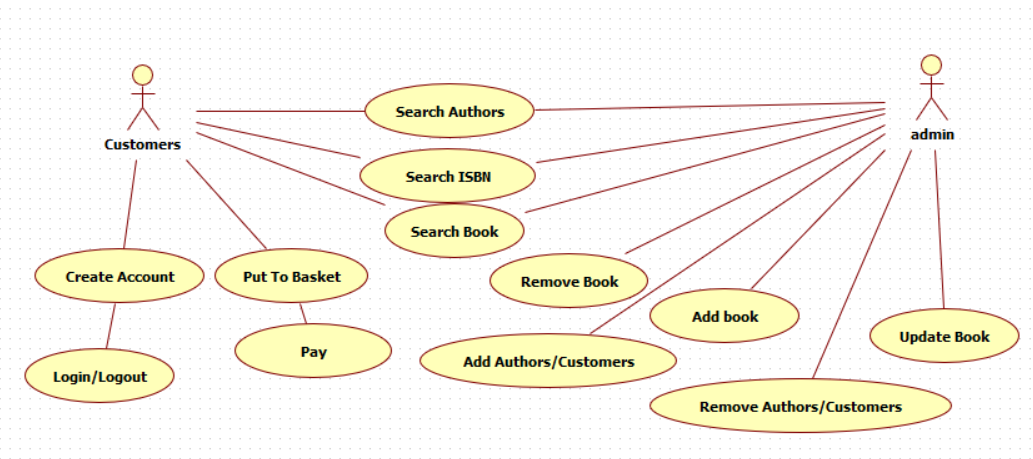 Search Authors
Customers
admin
Search ISBN
Search Book
Create Account
Put To Basket
Remove Book
Add book
Update Book
Pay
Add Authors/Customers
Login/Logout
Remove Authors/Customers